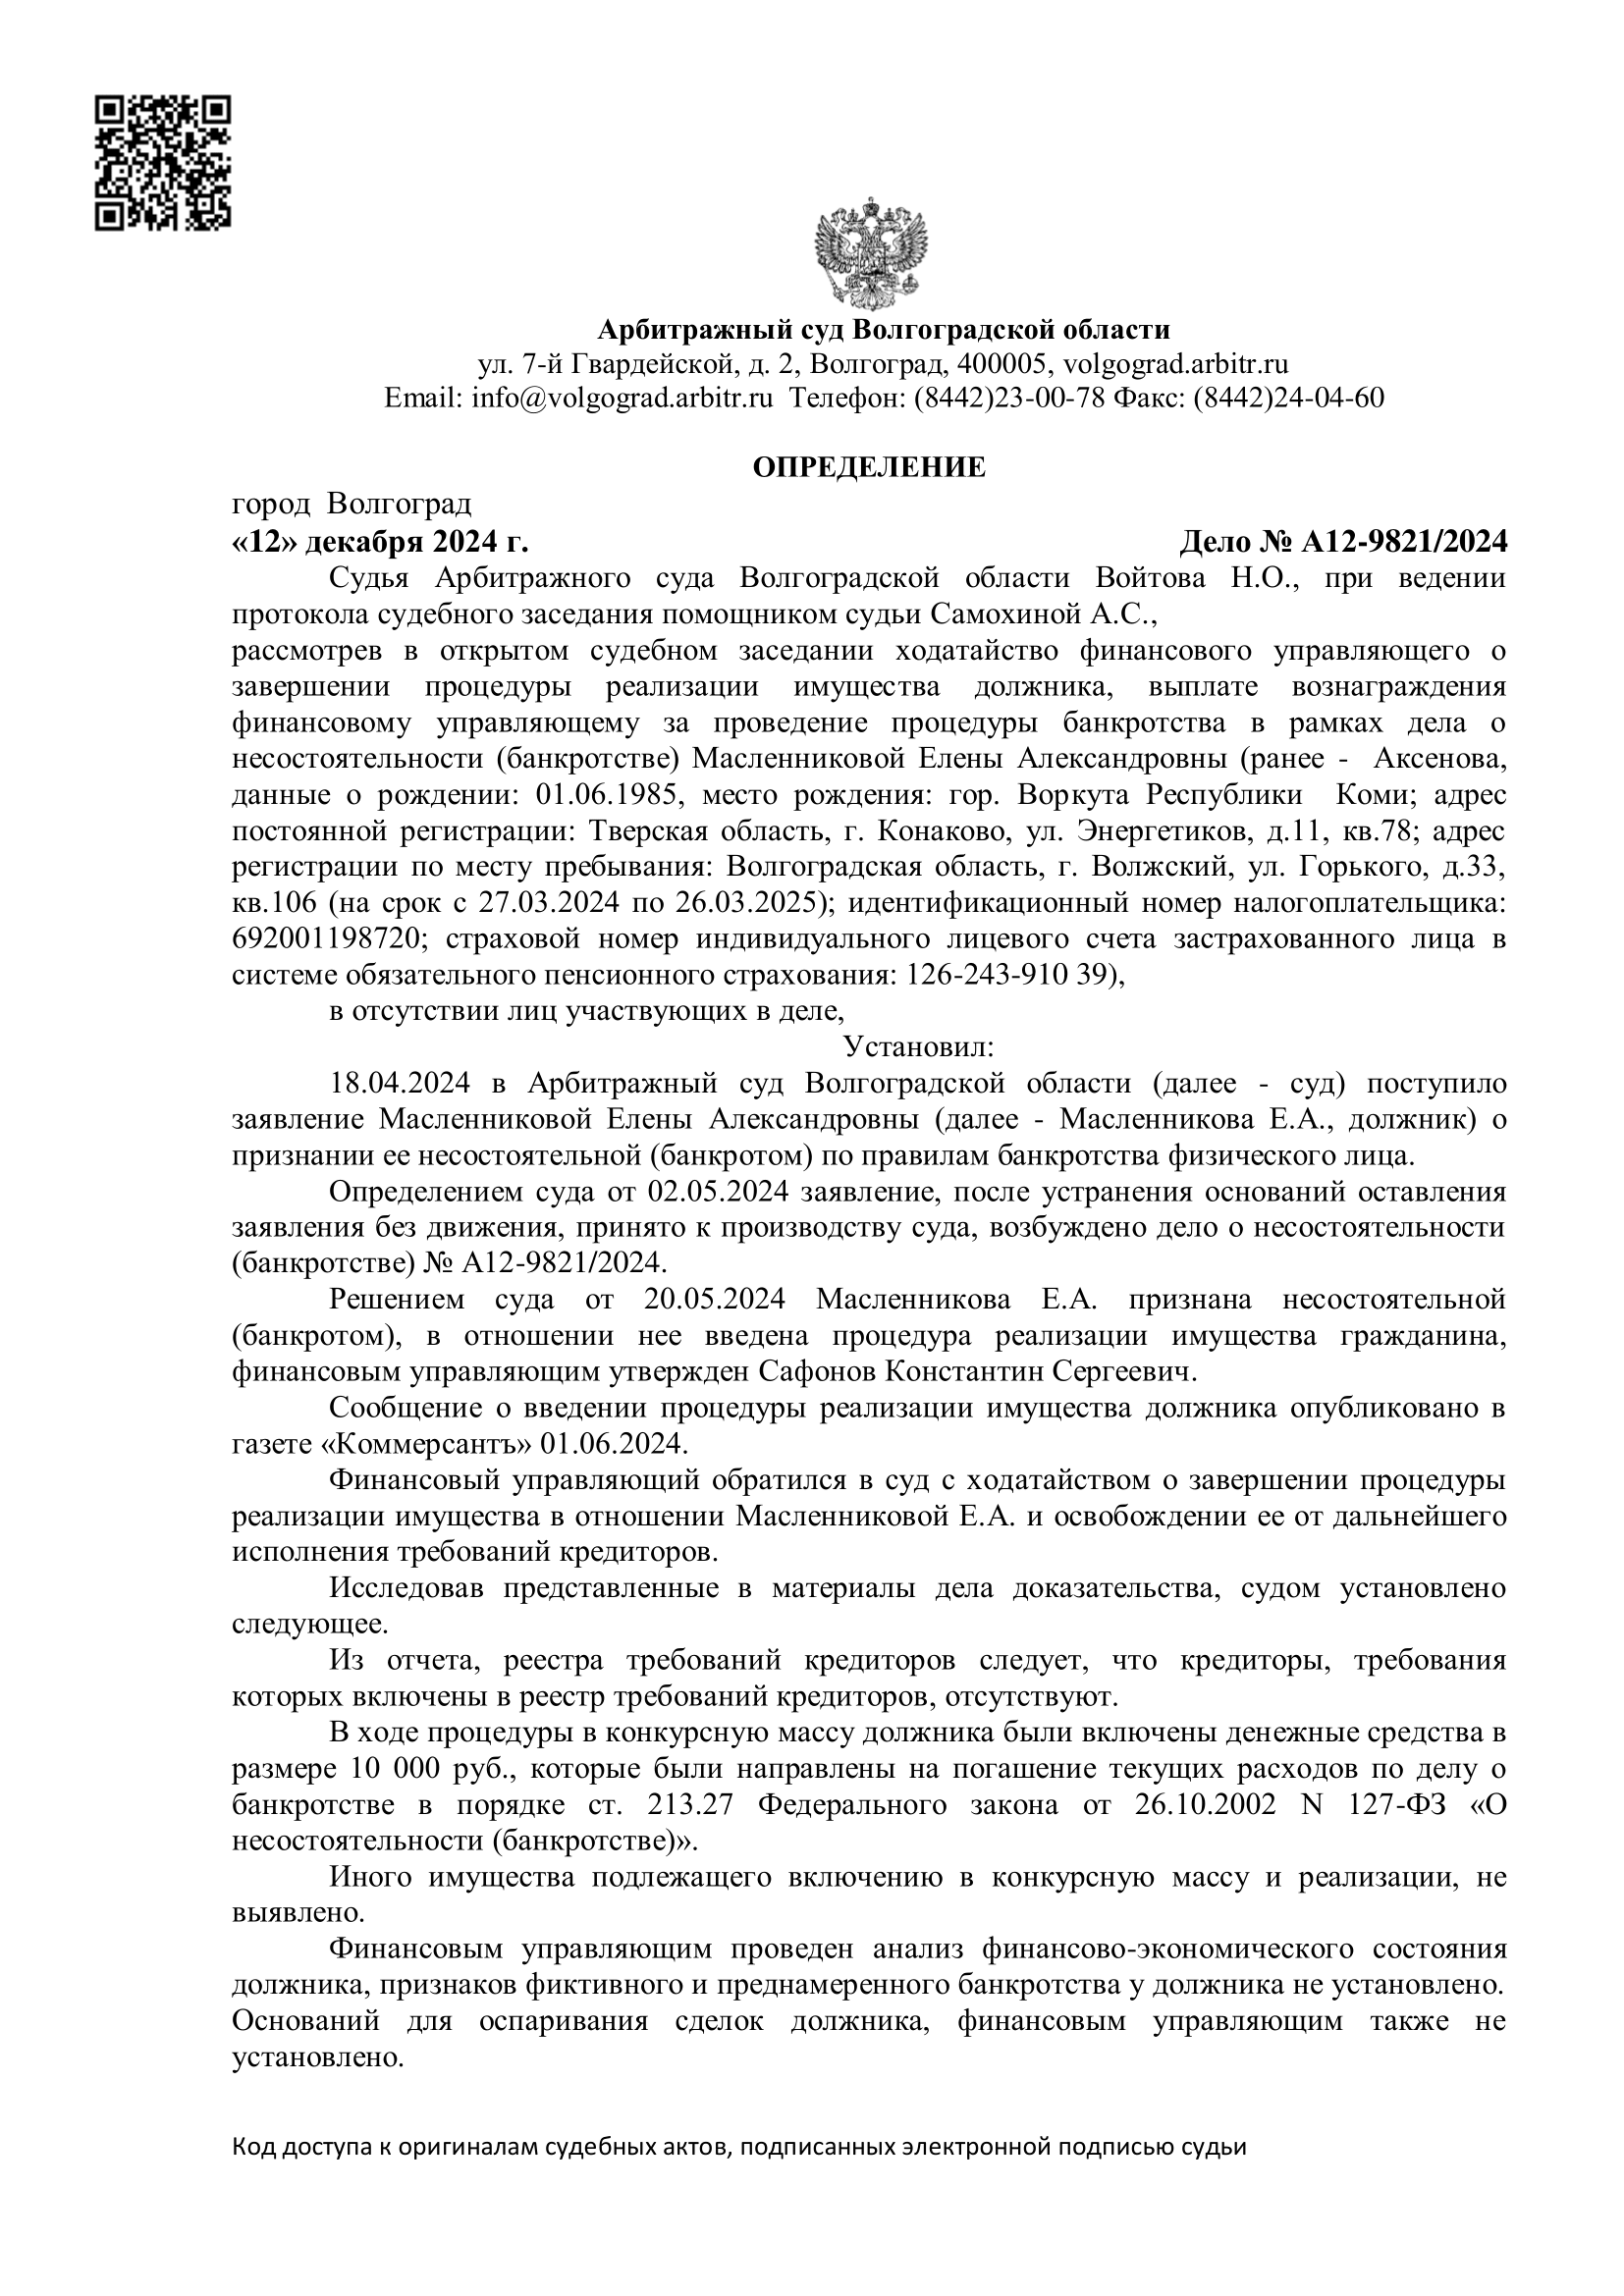 Арбитражный суд Волгоградской области
ул. 7-й Гвардейской, д. 2, Волгоград, 400005, volgograd.arbitr.ru
Email: info@volgograd.arbitr.ru  Телефон: (8442)23-00-78 Факс: (8442)24-04-60
ОПРЕДЕЛЕНИЕ
город  Волгоград
«12» декабря 2024 г. Дело № А12-9821/2024
Судья Арбитражного суда Волгоградской области Войтова Н.О., при ведении
протокола судебного заседания помощником судьи Самохиной А.С.,
рассмотрев в открытом судебном заседании ходатайство финансового управляющего о
завершении процедуры реализации имущества должника, выплате вознаграждения
финансовому управляющему за проведение процедуры банкротства в рамках дела о
несостоятельности (банкротстве) Масленниковой Елены Александровны (ранее -  Аксенова,
данные о рождении: 01.06.1985, место рождения: гор. Воркута Республики  Коми; адрес
постоянной регистрации: Тверская область, г. Конаково, ул. Энергетиков, д.11, кв.78; адрес
регистрации по месту пребывания: Волгоградская область, г. Волжский, ул. Горького, д.33,
кв.106 (на срок с 27.03.2024 по 26.03.2025); идентификационный номер налогоплательщика:
692001198720; страховой номер индивидуального лицевого счета застрахованного лица в
системе обязательного пенсионного страхования: 126-243-910 39),
в отсутствии лиц участвующих в деле,
Установил:
18.04.2024 в Арбитражный суд Волгоградской области (далее - суд) поступило
заявление Масленниковой Елены Александровны (далее - Масленникова Е.А., должник) о
признании ее несостоятельной (банкротом) по правилам банкротства физического лица.
Определением суда от 02.05.2024 заявление, после устранения оснований оставления
заявления без движения, принято к производству суда, возбуждено дело о несостоятельности
(банкротстве) № А12-9821/2024.
Решением суда от 20.05.2024 Масленникова Е.А. признана несостоятельной
(банкротом), в отношении нее введена процедура реализации имущества гражданина,
финансовым управляющим утвержден Сафонов Константин Сергеевич.
Сообщение о введении процедуры реализации имущества должника опубликовано в
газете «Коммерсантъ» 01.06.2024.
Финансовый управляющий обратился в суд с ходатайством о завершении процедуры
реализации имущества в отношении Масленниковой Е.А. и освобождении ее от дальнейшего
исполнения требований кредиторов.
Исследовав представленные в материалы дела доказательства, судом установлено
следующее.
Из отчета, реестра требований кредиторов следует, что кредиторы, требования
которых включены в реестр требований кредиторов, отсутствуют.
В ходе процедуры в конкурсную массу должника были включены денежные средства в
размере 10 000 руб., которые были направлены на погашение текущих расходов по делу о
банкротстве в порядке ст. 213.27 Федерального закона от 26.10.2002 N 127-ФЗ «О
несостоятельности (банкротстве)».
Иного имущества подлежащего включению в конкурсную массу и реализации, не
выявлено.
Финансовым управляющим проведен анализ финансово-экономического состояния
должника, признаков фиктивного и преднамеренного банкротства у должника не установлено.
Оснований для оспаривания сделок должника, финансовым управляющим также не
установлено.
Код доступа к оригиналам судебных актов, подписанных электронной подписью судьи